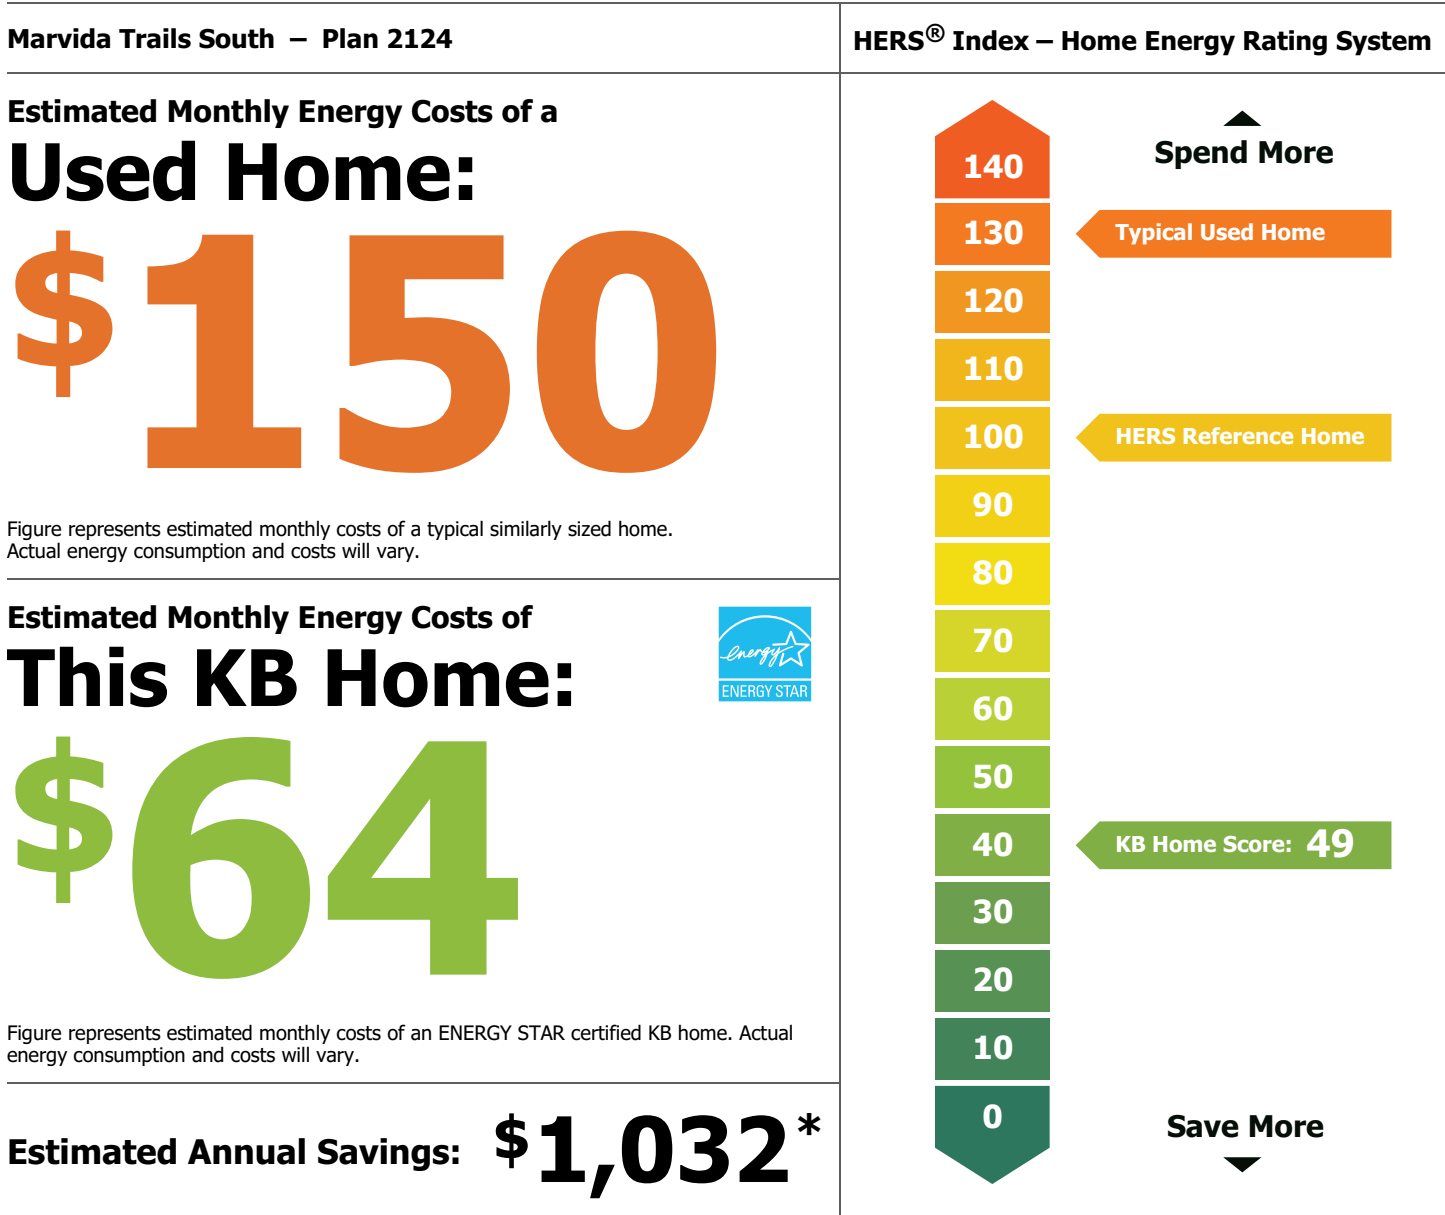 Marvida Trails South – Plan 2124
Estimated Monthly Energy Costs of a
Used Home:
$150
Figure represents estimated monthly costs of a typical similarly sized home.
Actual energy consumption and costs will vary.
Estimated Monthly Energy Costs of
This KB Home:
energy
ENERGY STAR
$64
Figure represents estimated monthly costs of an ENERGY STAR certified KB home. Actual
energy consumption and costs will vary.
Estimated Annual Savings: $1,032*
HERS® Index – Home Energy Rating System
Spend More
140
130 Typical Used Home
120
110
100 HERS Reference Home
90
80
70
60
50
40 KB Home Score: 49
30
20
10
0
Save More